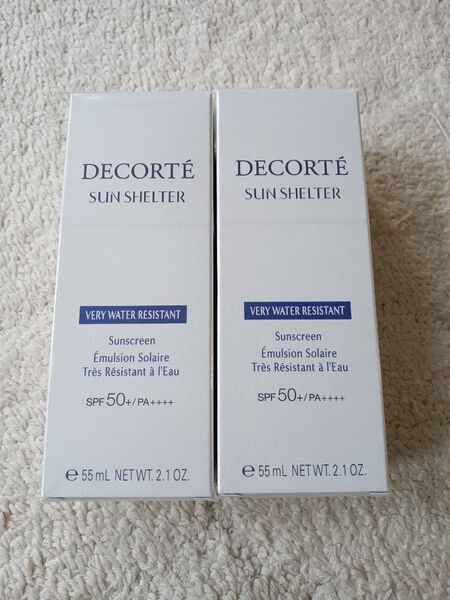 DECORTÉ
SUN SHELTER
VERY WATER RESISTANT
Sunscreen
Émulsion Solaire
Très Résistant à l'Eau
SPF 50+/PA++++
℮ 55 mL NET WT. 2.1 OZ.
DECORTÉ
SUN SHELTER
VERY WATER RESISTANT
Sunscreen
Émulsion Solaire
Très Résistant à l'Eau
SPF 50+/PA++++
℮ 55 mL NET WT. 2.1 OZ.